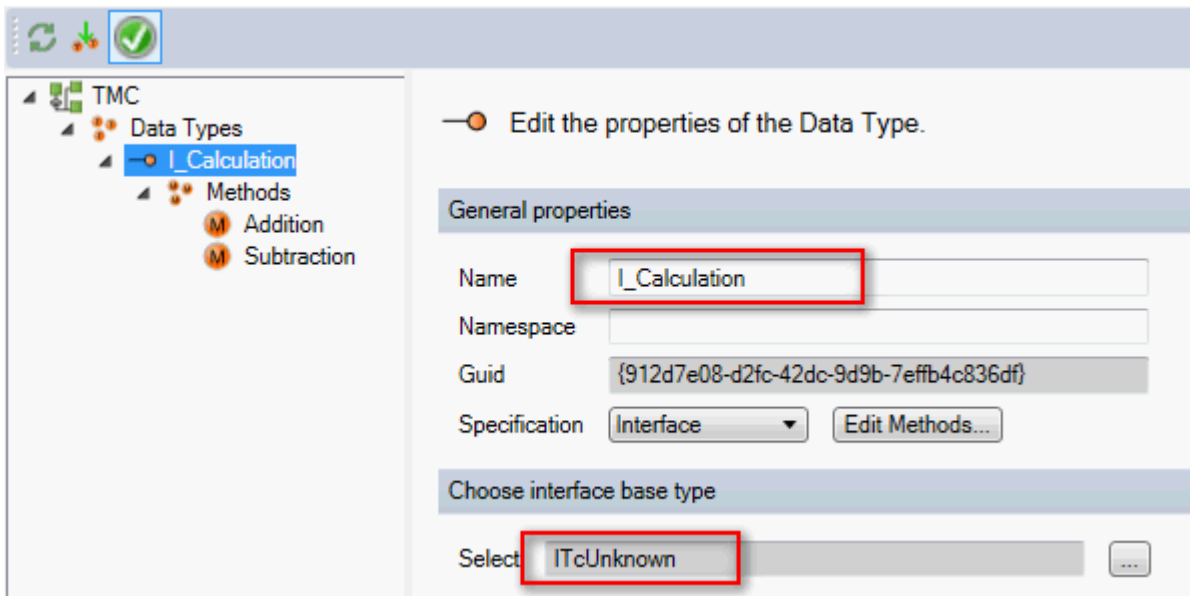 TMC
Data Types
I_Calculation
Methods
M Addition
M Subtraction
Edit the properties of the Data Type.
General properties
Name I_Calculation
Namespace
Guid {912d7e08-d2fc-42dc-9d9b-7effb4c836df}
Specification Interface Edit Methods...
Choose interface base type
Select ITcUnknown ...